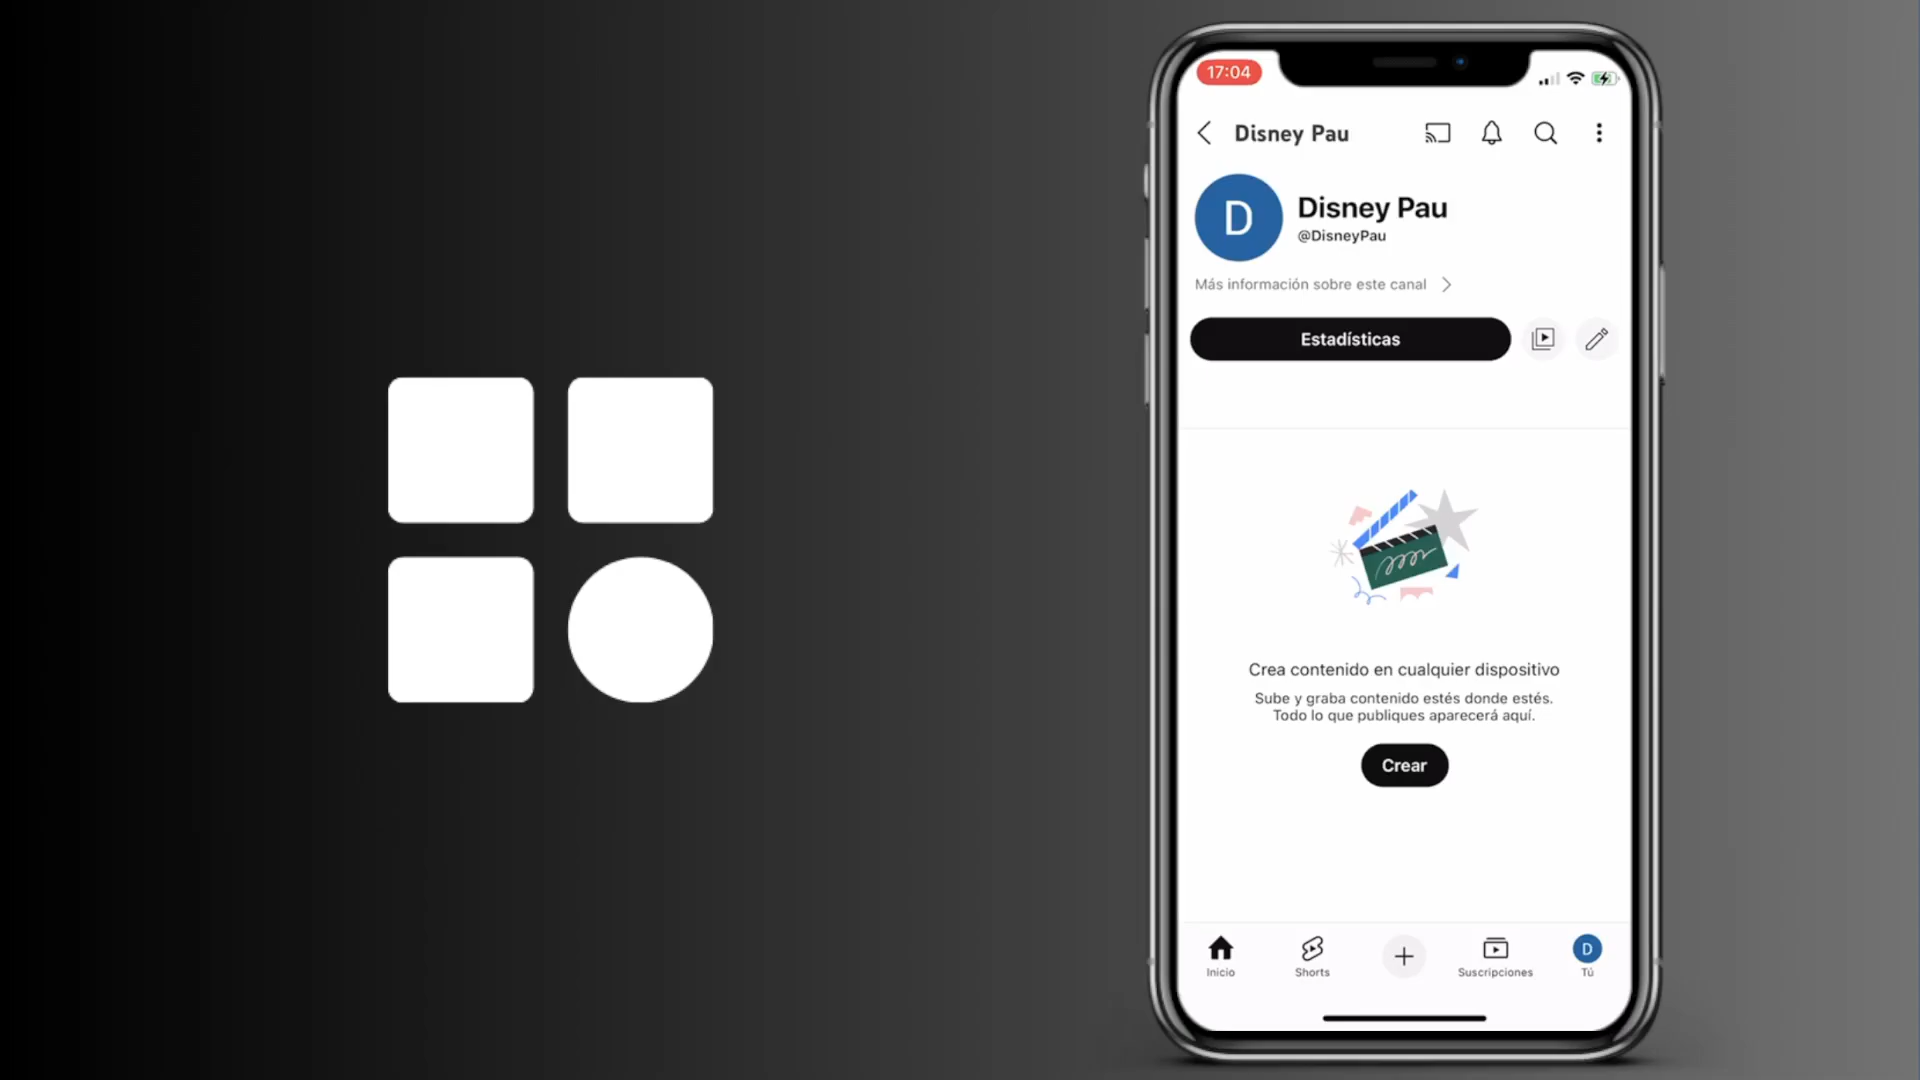 17:04
Disney Pau
D
Disney Pau
@DisneyPau
Más información sobre este canal
Estadísticas
Crea contenido en cualquier dispositivo
Sube y graba contenido estés donde estés.
Todo lo que publiques aparecerá aquí.
Crear
D
Inicio
Shorts
Suscripciones
Tú